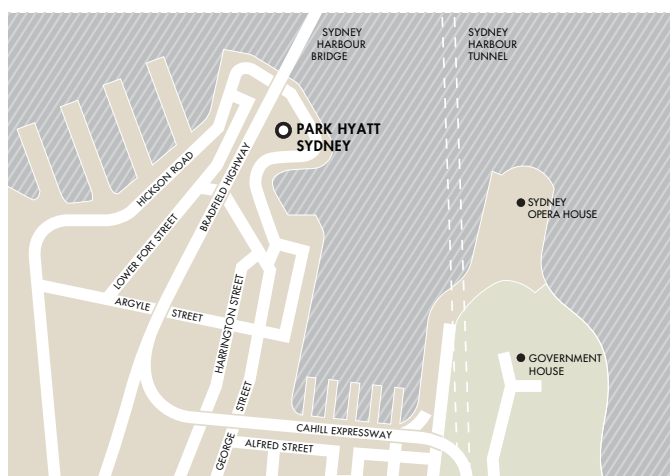 SYDNEY
HARBOUR
BRIDGE
SYDNEY
HARBOUR
TUNNEL
PARK HYATT
SYDNEY
HICKSON ROAD
BRADFIELD HIGHWAY
LOWER FORT STREET
SYDNEY
OPERA HOUSE
ARGYLE STREET
HARRINGTON STREET
GOVERNMENT
HOUSE
GEORGE STREET
CAHILL EXPRESSWAY
ALFRED STREET